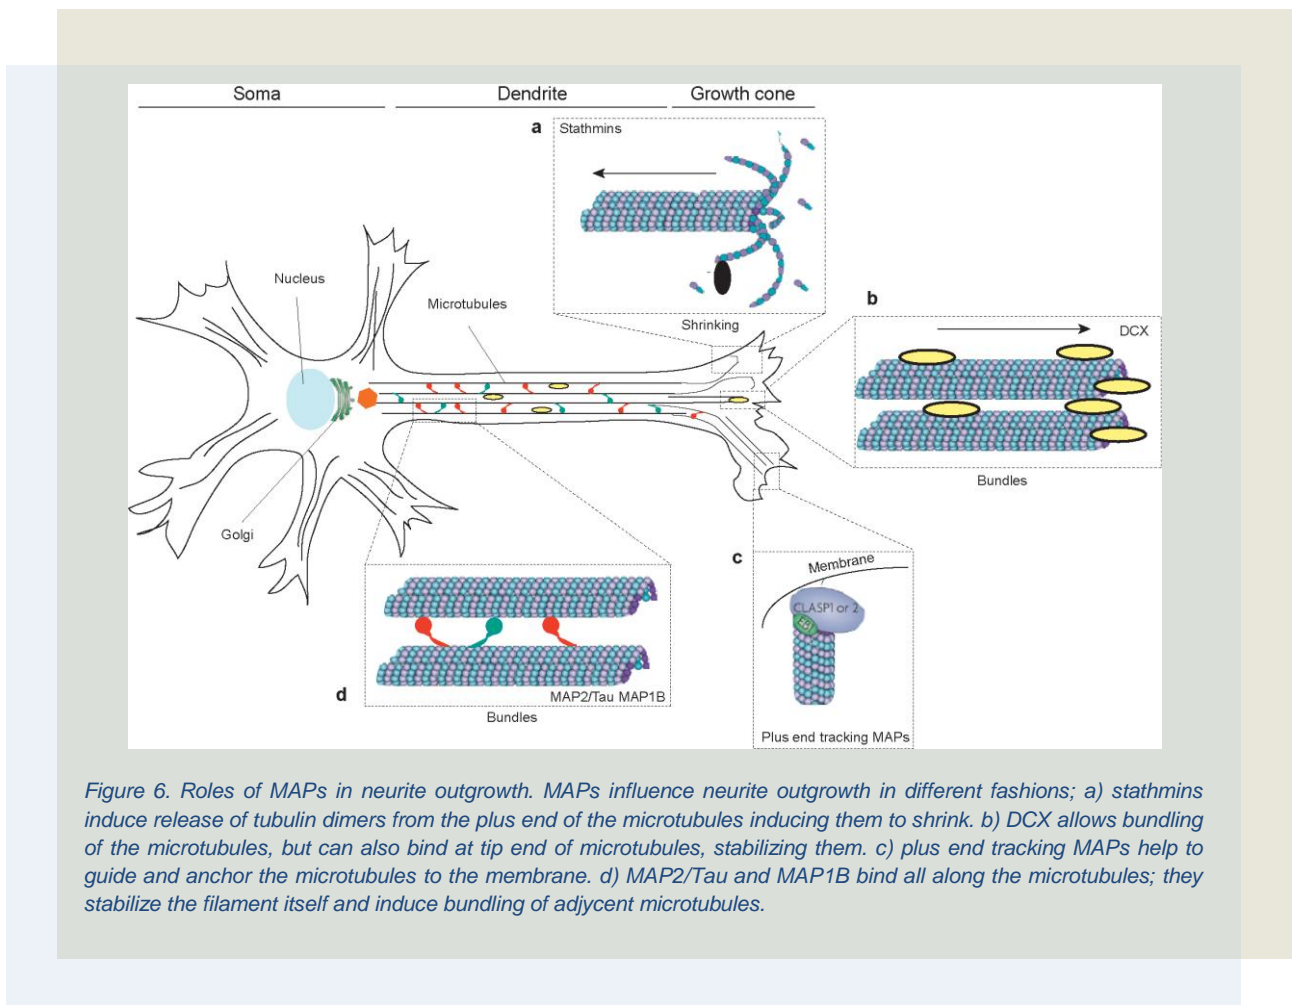 Soma
Dendrite
Growth cone
a
Stathmins
Nucleus
Microtubules
Shrinking
b
DCX
Bundles
Golgi
c
Membrane
CLASP1 or 2
EB1
Plus end tracking MAPs
d
MAP2/Tau MAP1B
Bundles
Figure 6. Roles of MAPs in neurite outgrowth. MAPs influence neurite outgrowth in different fashions; a) stathmins
induce release of tubulin dimers from the plus end of the microtubules inducing them to shrink. b) DCX allows bundling
of the microtubules, but can also bind at tip end of microtubules, stabilizing them. c) plus end tracking MAPs help to
guide and anchor the microtubules to the membrane. d) MAP2/Tau and MAP1B bind all along the microtubules; they
stabilize the filament itself and induce bundling of adjycent microtubules.